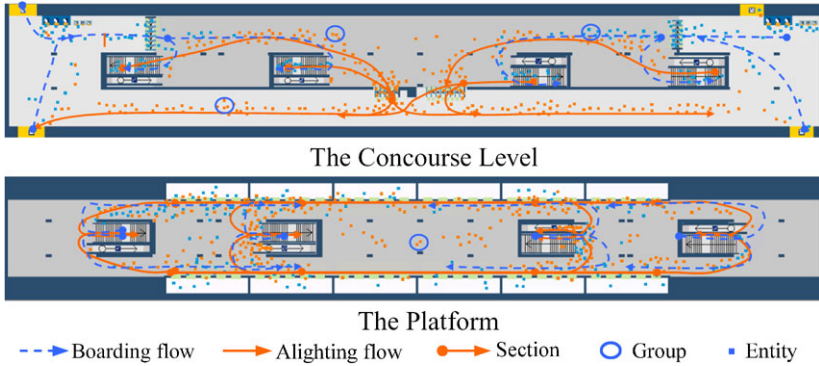 The Concourse Level
The Platform
Boarding flow Alighting flow Section Group Entity